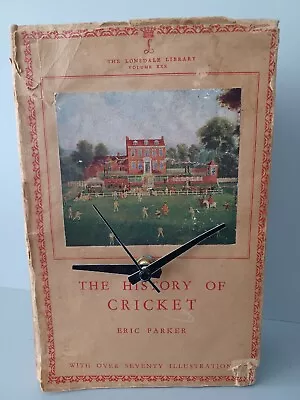 THE LONSDALE LIBRARY
VOLUME XXX
THE HISTORY OF
CRICKET
ERIC PARKER
WITH OVER SEVENTY ILLUSTRATIONS